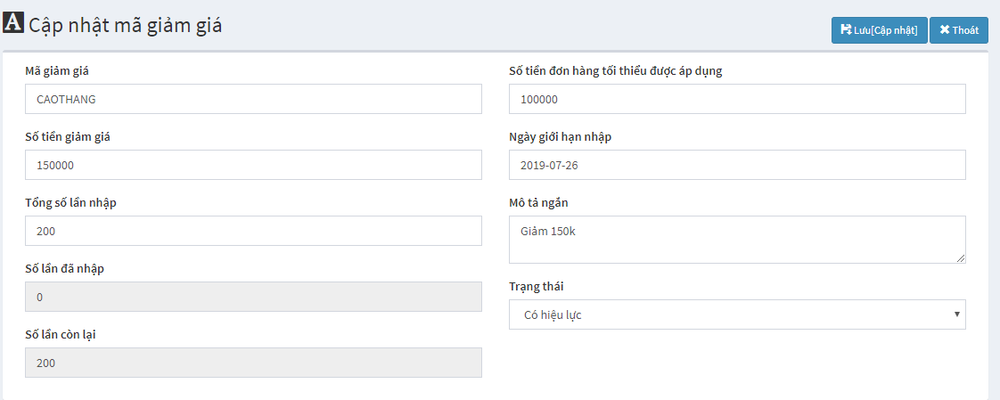 A Cập nhật mã giảm giá
Lưu[Cập nhật]
Thoát
Mã giảm giá
CAOTHANG
Số tiền giảm giá
150000
Tổng số lần nhập
200
Số lần đã nhập
0
Số lần còn lại
200
Số tiền đơn hàng tối thiểu được áp dụng
100000
Ngày giới hạn nhập
2019-07-26
Mô tả ngắn
Giảm 150k
Trạng thái
Có hiệu lực